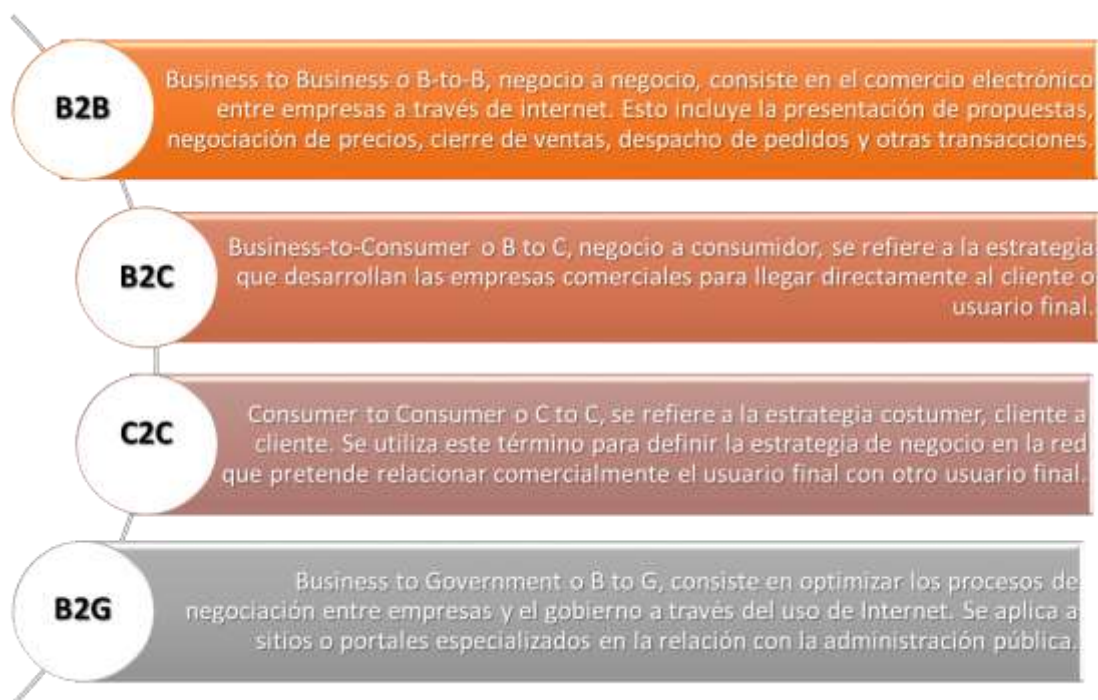 B2B
Business to Business o B-to-B, negocio a negocio, consiste en el comercio electrónico
entre empresas a través de internet. Esto incluye la presentación de propuestas,
negociación de precios, cierre de ventas, despacho de pedidos y otras transacciones.
B2C
Business-to-Consumer o B to C, negocio a consumidor, se refiere a la estrategia
que desarrollan las empresas comerciales para llegar directamente al cliente o
usuario final.
C2C
Consumer to Consumer o C to C, se refiere a la estrategia costumer, cliente a
cliente. Se utiliza este término para definir la estrategia de negocio en la red
que pretende relacionar comercialmente el usuario final con otro usuario final.
B2G
Business to Government o B to G, consiste en optimizar los procesos de
negociación entre empresas y el gobierno a través del uso de Internet. Se aplica a
sitios o portales especializados en la relación con la administración pública.